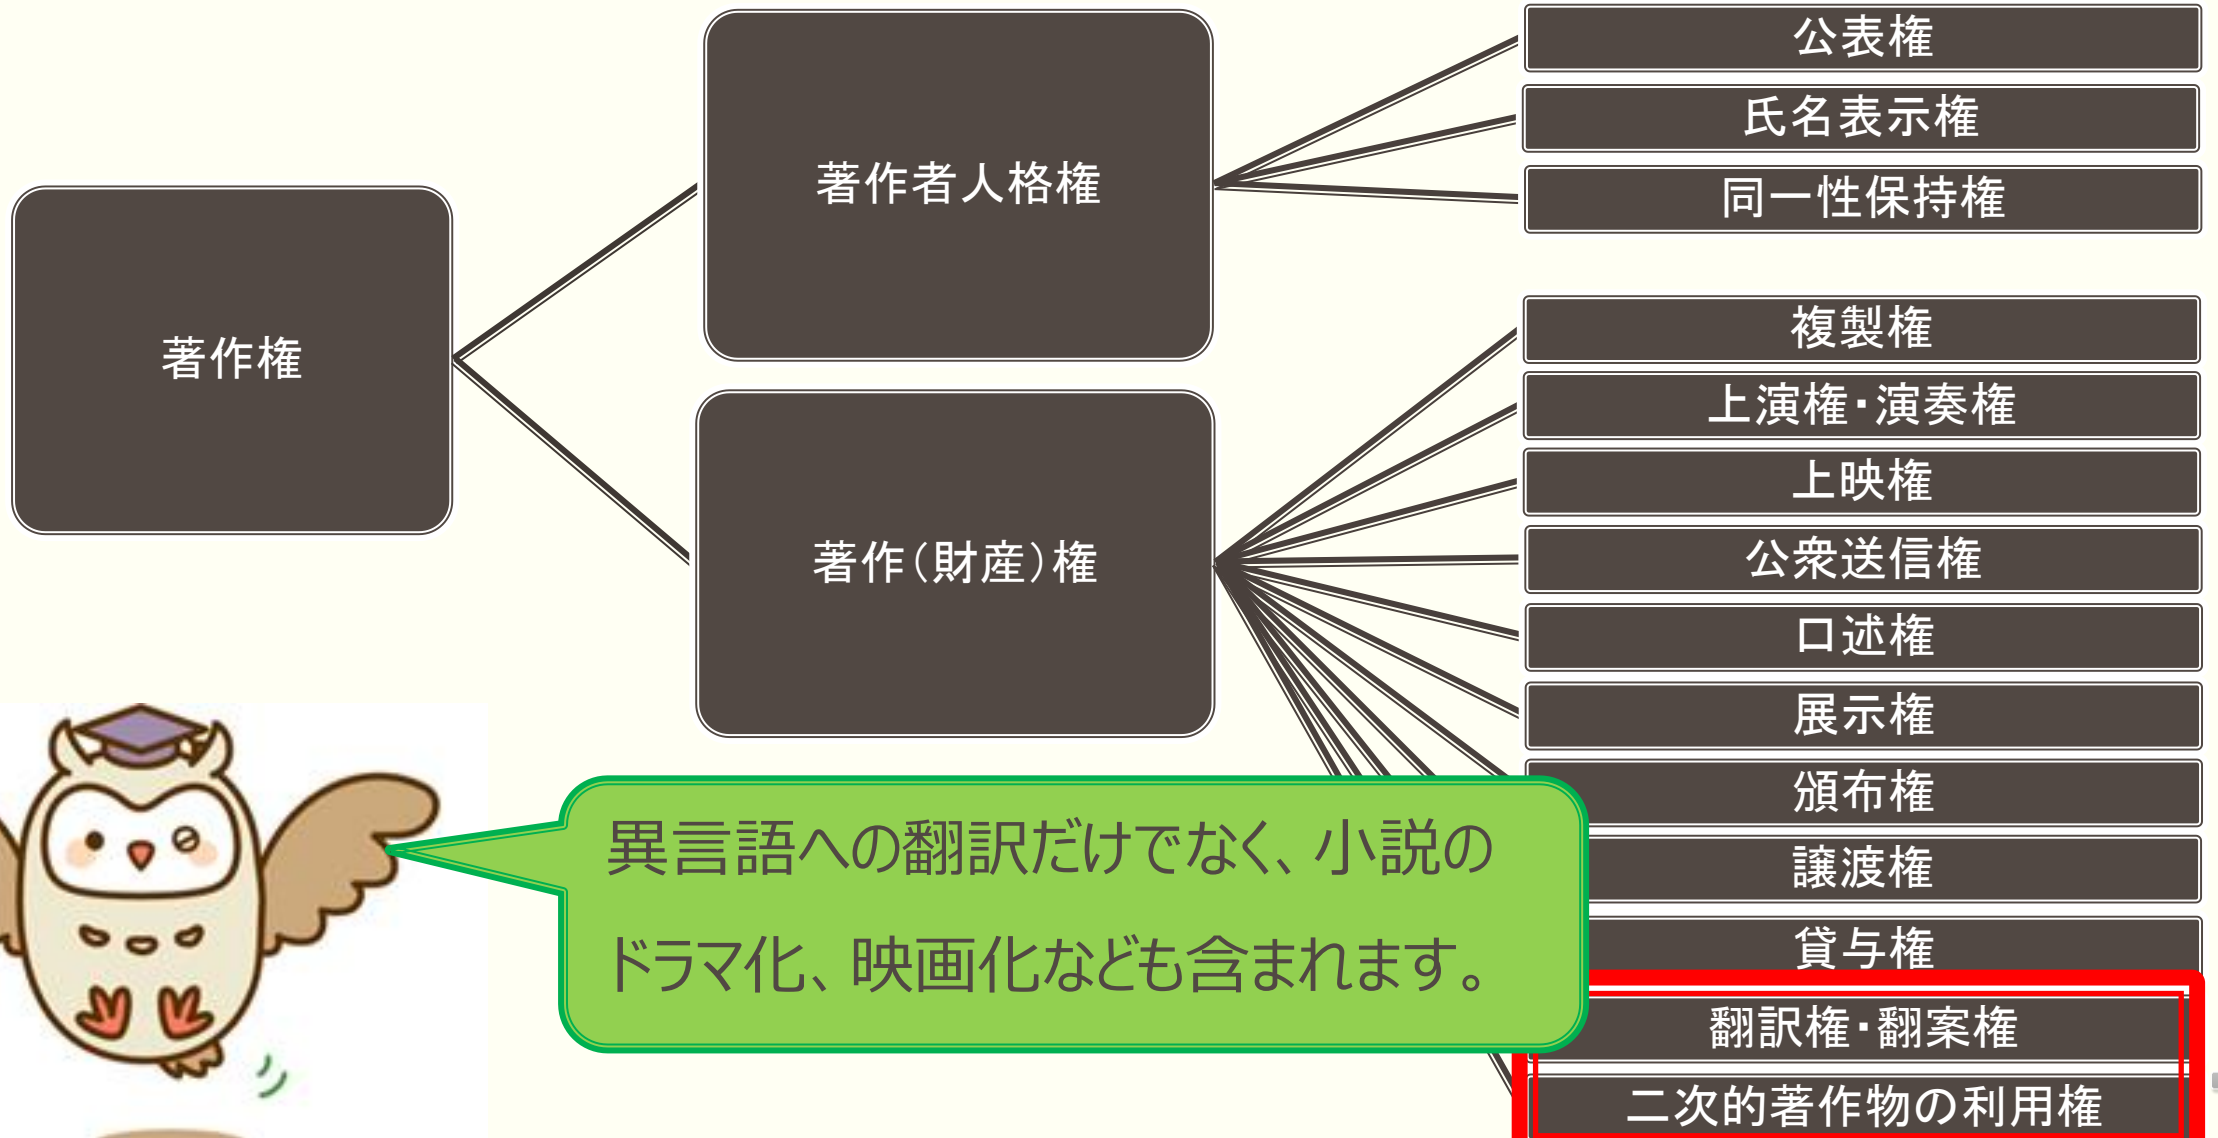 著作権
著作者人格権
公表権
氏名表示権
同一性保持権
著作(財産)権
複製権
上演権・演奏権
上映権
公衆送信権
口述権
展示権
頒布権
譲渡権
貸与権
翻訳権・翻案権
二次的著作物の利用権
異言語への翻訳だけでなく、小説の
ドラマ化、映画化なども含まれます。